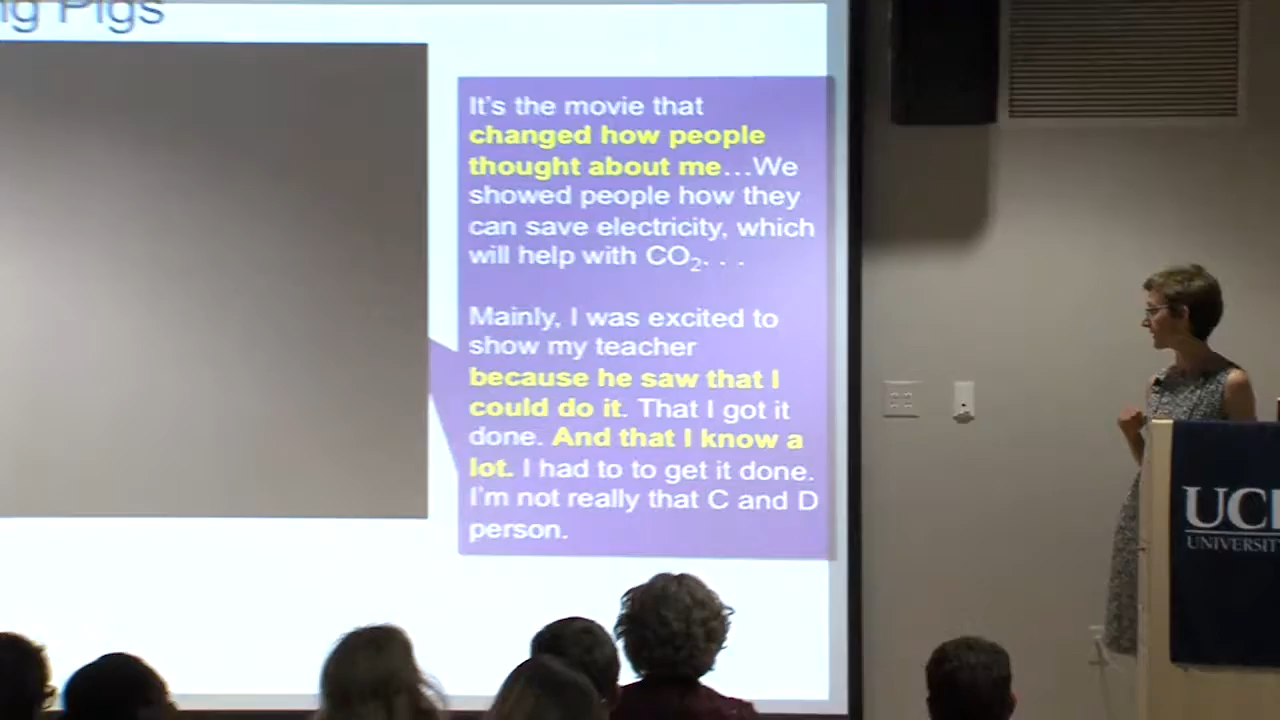 Pigs
It's the movie that
changed how people
thought about me...We
showed people how they
can save electricity, which
will help with CO₂. . .
Mainly, I was excited to
show my teacher
because he saw that I
could do it. That I got it
done. And that I know a
lot. I had to to get it done.
I'm not really that C and D
person.
UCI
UNIVERSITY